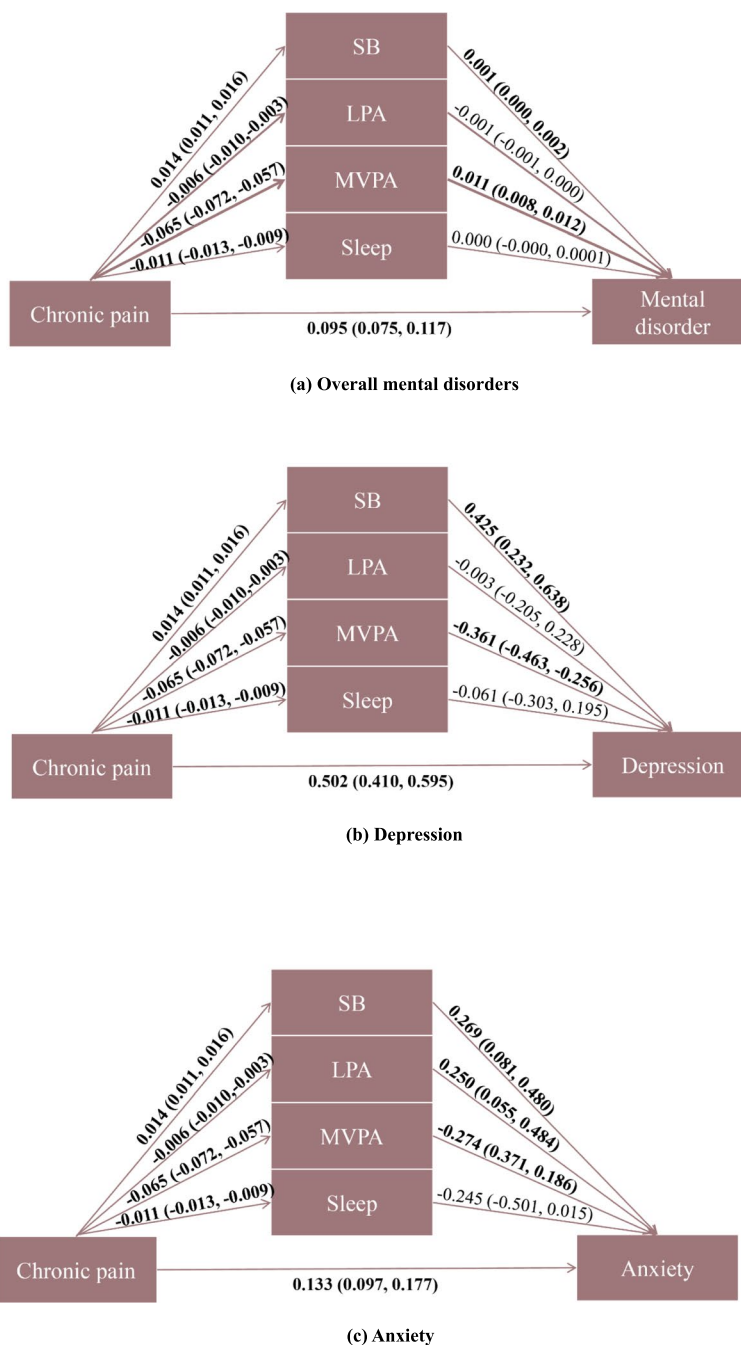 SB
LPA
MVPA
Sleep
0.014 (0.011, 0.016)
-0.006 (-0.010,-0.003)
-0.065 (-0.072, -0.057)
-0.011 (-0.013, -0.009)
0.001 (0.000, 0.002)
-0.001 (-0.001, 0.000)
0.011 (0.008, 0.012)
0.000 (-0.000, 0.0001)
Chronic pain
Mental
disorder
0.095 (0.075, 0.117)
(a) Overall mental disorders
SB
LPA
MVPA
Sleep
0.014 (0.011, 0.016)
-0.006 (-0.010,-0.003)
-0.065 (-0.072, -0.057)
-0.011 (-0.013, -0.009)
0.425 (0.232, 0.638)
-0.003 (-0.205, 0.228)
-0.361 (-0.463, -0.256)
-0.061 (-0.303, 0.195)
Chronic pain
Depression
0.502 (0.410, 0.595)
(b) Depression
SB
LPA
MVPA
Sleep
0.014 (0.011, 0.016)
-0.006 (-0.010,-0.003)
-0.065 (-0.072, -0.057)
-0.011 (-0.013, -0.009)
0.269 (0.081, 0.480)
0.250 (0.055, 0.484)
-0.274 (0.371, 0.186)
-0.245 (-0.501, 0.015)
Chronic pain
Anxiety
0.133 (0.097, 0.177)
(c) Anxiety